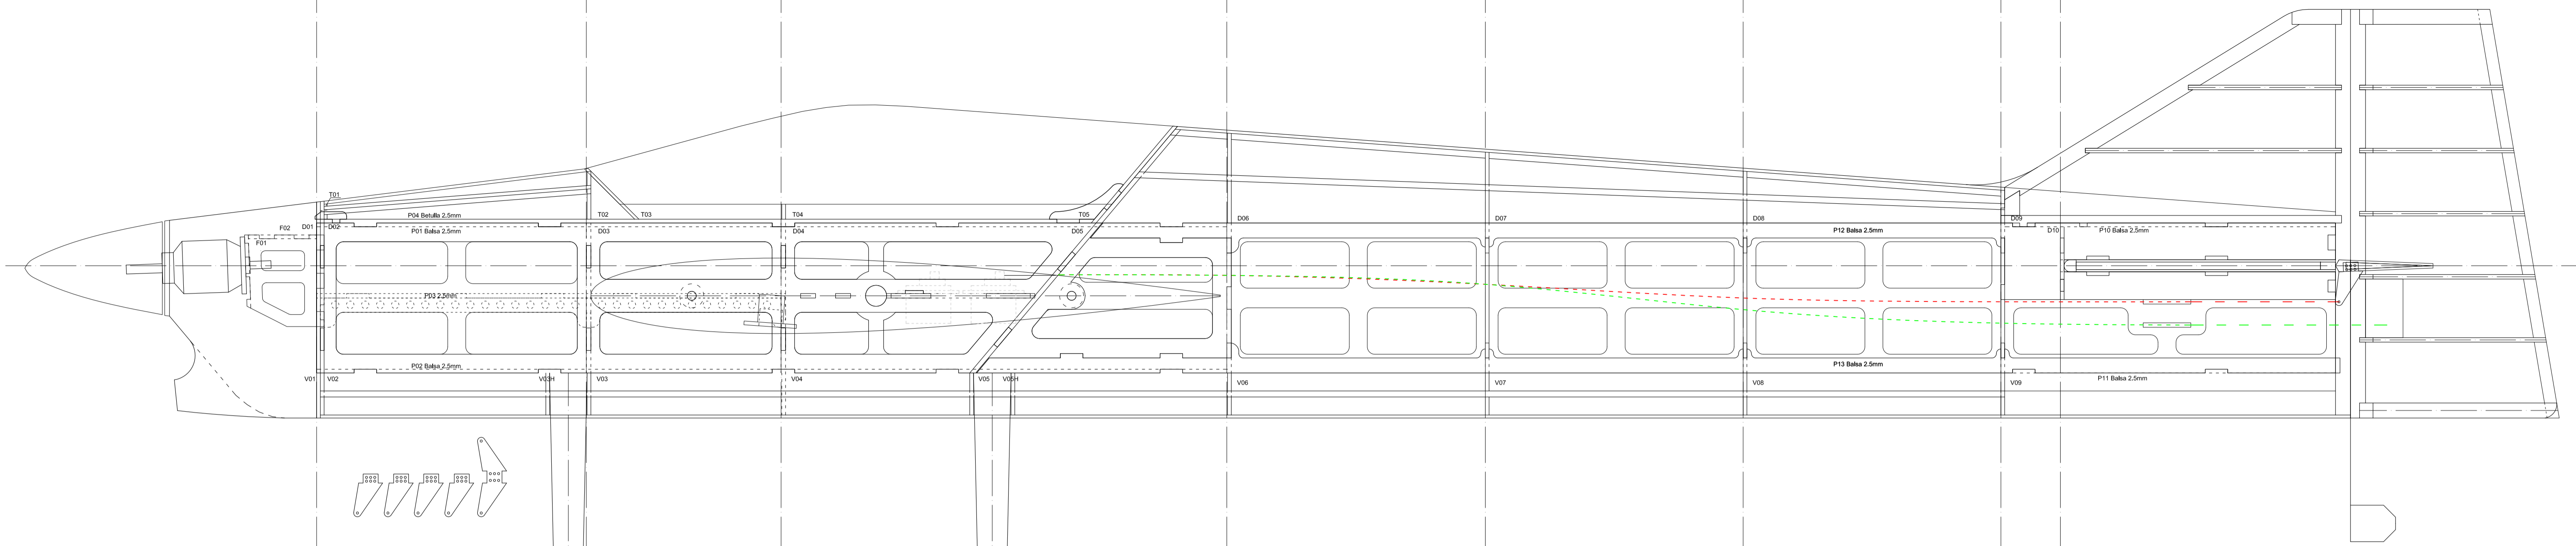 T01
P04 Betulla 2.5mm
T02
T03
T04
T05
D01
D02
F02
F01
P01 Balsa 2.5mm
D03
D04
D05
D06
D07
D08
D09
P12 Balsa 2.5mm
D10
P10 Balsa 2.5mm
P03 2.5mm
P02 Balsa 2.5mm
P13 Balsa 2.5mm
V01
V02
V03H
V03
V04
V05
V05H
V06
V07
V08
V09
P11 Balsa 2.5mm